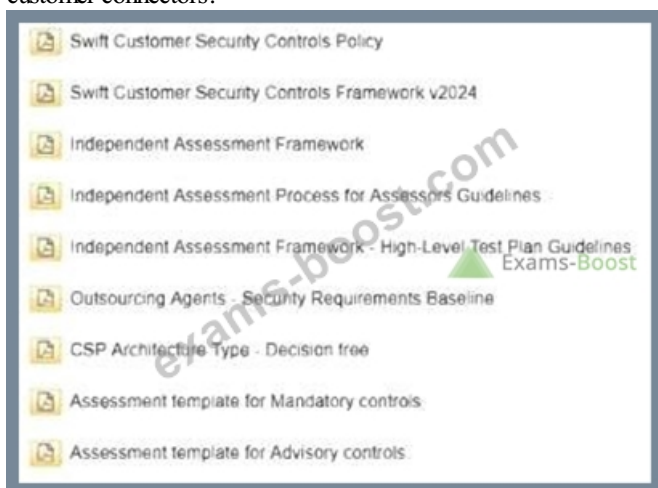 customer connectors?
Swift Customer Security Controls Policy
Swift Customer Security Controls Framework v2024
Independent Assessment Framework
Independent Assessment Process for Assessors Guidelines
Independent Assessment Framework - High-Level Test Plan Guidelines
Exams-Boost
Outsourcing Agents - Security Requirements Baseline
CSP Architecture Type - Decision tree
Assessment template for Mandatory controls
Assessment template for Advisory controls
exams-boost.com